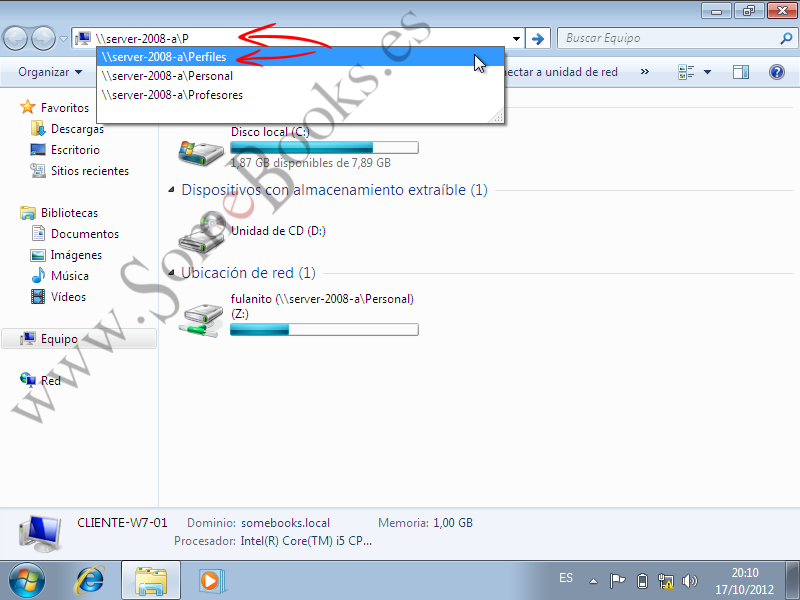 \\server-2008-a\P
Buscar Equipo
\\server-2008-a\Perfiles
\\server-2008-a\Personal
\\server-2008-a\Profesores
Organizar
nectar a unidad de red
»
Favoritos
Descargas
Escritorio
Sitios recientes
Bibliotecas
Documentos
Imágenes
Música
Vídeos
Equipo
Red
Disco local (C:)
1,87 GB disponibles de 7,89 GB
Dispositivos con almacenamiento extraíble (1)
Unidad de CD (D:)
Ubicación de red (1)
fulanito (\\server-2008-a\Personal)
(Z:)
www.SomeBooks.es
CLIENTE-W7-01 Dominio: somebooks.local Memoria: 1,00 GB
Procesador: Intel(R) Core(TM) i5 CP...
ES
20:10
17/10/2012